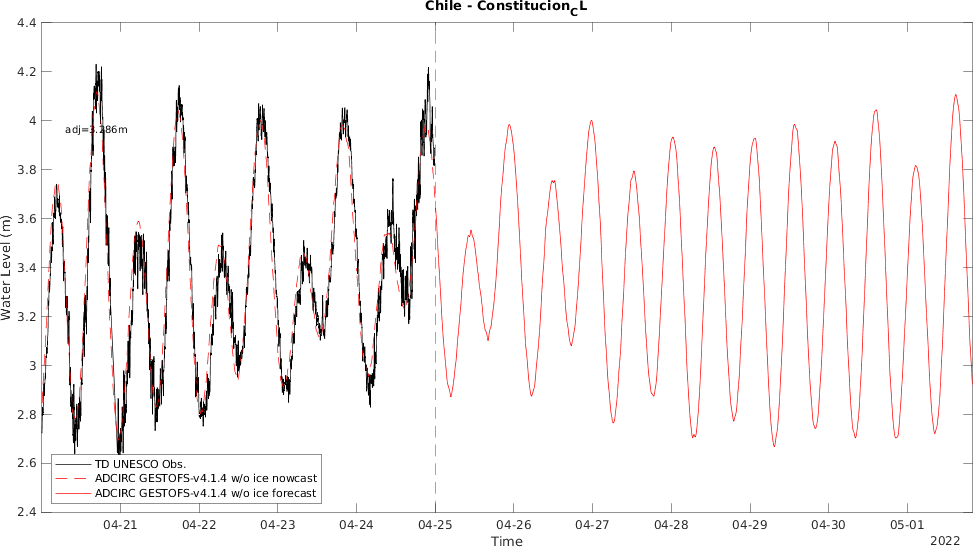 Chile - Constitucion_CL
4.4
4.2
4
3.8
3.6
3.4
3.2
3
2.8
2.6
2.4
Water Level (m)
adj=3.286m
TD UNESCO Obs.
ADCIRC GESTOFS-v4.1.4 w/o ice nowcast
ADCIRC GESTOFS-v4.1.4 w/o ice forecast
04-21 04-22 04-23 04-24 04-25 04-26 04-27 04-28 04-29 04-30 05-01
Time
2022